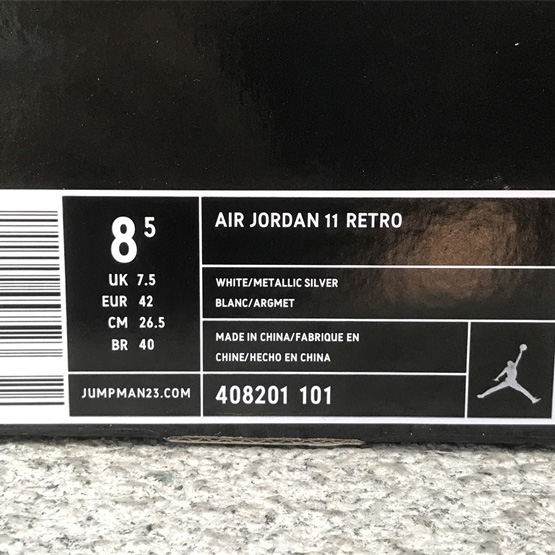 8 5
UK 7.5
EUR 42
CM 26.5
BR 40
JUMPMAN23.COM
AIR JORDAN 11 RETRO
WHITE/METALLIC SILVER
BLANC/ARGMET
MADE IN CHINA/FABRIQUE EN
CHINE/HECHO EN CHINA
408201 101